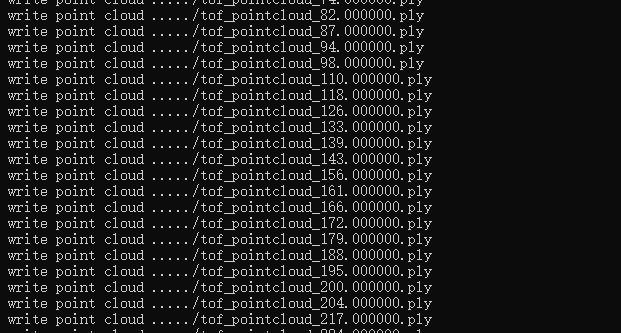 write point cloud ...../tof_pointcloud_74.000000.ply
write point cloud ...../tof_pointcloud_82.000000.ply
write point cloud ...../tof_pointcloud_87.000000.ply
write point cloud ...../tof_pointcloud_94.000000.ply
write point cloud ...../tof_pointcloud_98.000000.ply
write point cloud ...../tof_pointcloud_110.000000.ply
write point cloud ...../tof_pointcloud_118.000000.ply
write point cloud ...../tof_pointcloud_126.000000.ply
write point cloud ...../tof_pointcloud_133.000000.ply
write point cloud ...../tof_pointcloud_139.000000.ply
write point cloud ...../tof_pointcloud_143.000000.ply
write point cloud ...../tof_pointcloud_156.000000.ply
write point cloud ...../tof_pointcloud_161.000000.ply
write point cloud ...../tof_pointcloud_166.000000.ply
write point cloud ...../tof_pointcloud_172.000000.ply
write point cloud ...../tof_pointcloud_179.000000.ply
write point cloud ...../tof_pointcloud_188.000000.ply
write point cloud ...../tof_pointcloud_195.000000.ply
write point cloud ...../tof_pointcloud_200.000000.ply
write point cloud ...../tof_pointcloud_204.000000.ply
write point cloud ...../tof_pointcloud_217.000000.ply